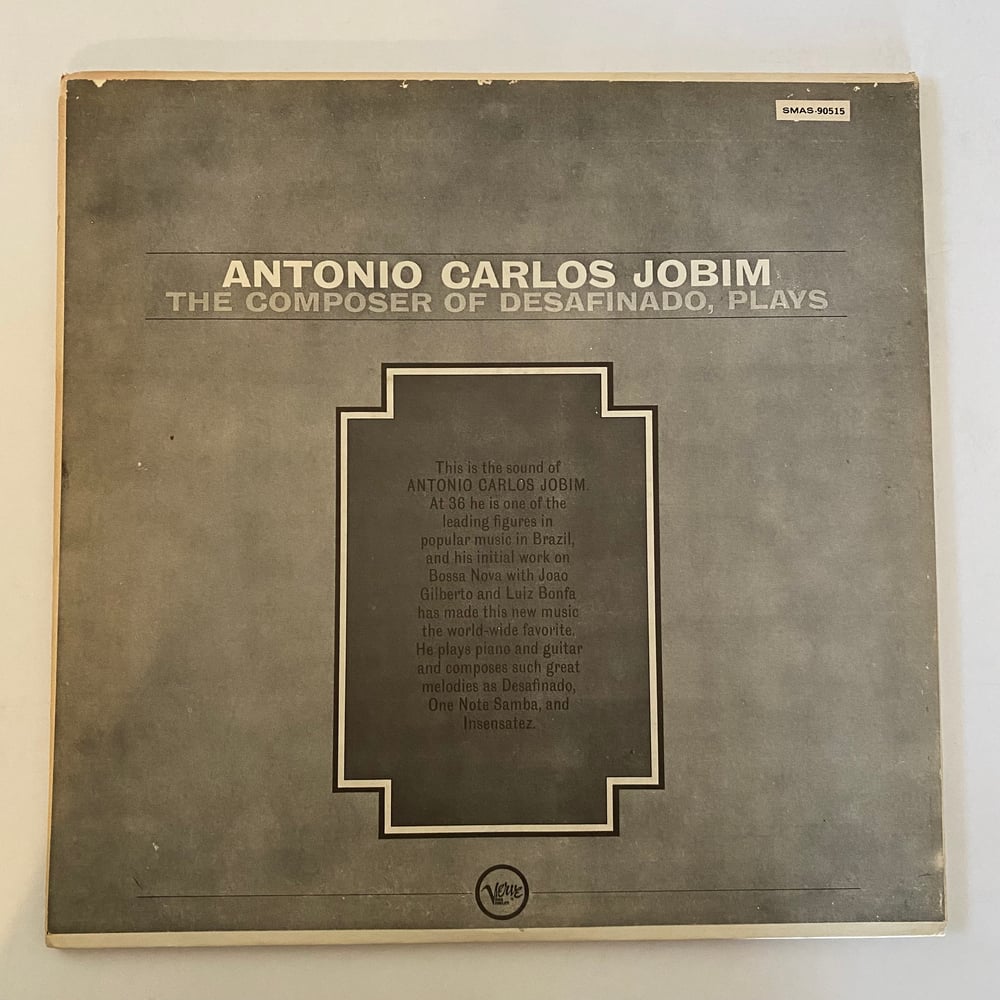 SMAS-90515
ANTONIO CARLOS JOBIM
THE COMPOSER OF DESAFINADO, PLAYS
This is the sound of
ANTONIO CARLOS JOBIM.
At 36 he is one of the
leading figures in
popular music in Brazil,
and his initial work on
Bossa Nova with Joao
Gilberto and Luiz Bonfa
has made this new music
the world-wide favorite.
He plays piano and guitar
and composes such great
melodies as Desafinado,
One Note Samba, and
Insensatez.
Verve